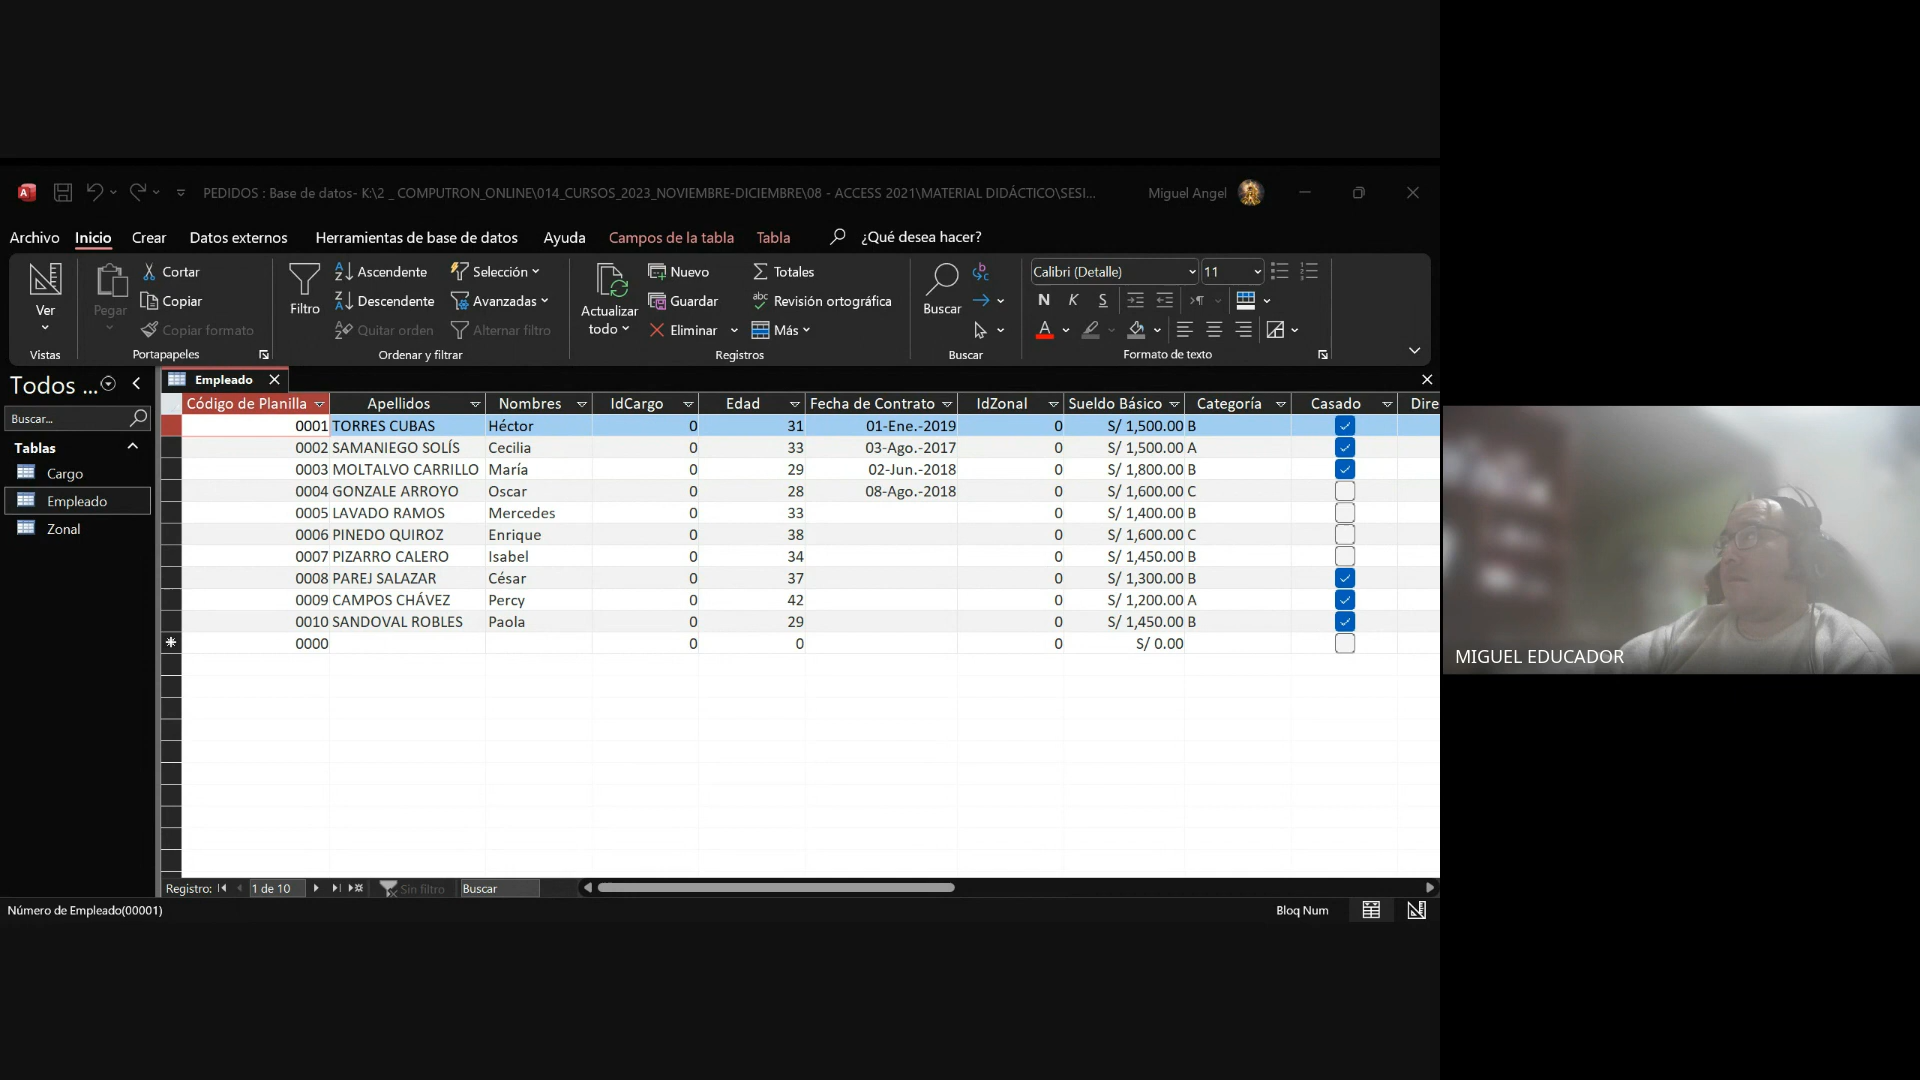 PEDIDOS : Base de datos- K:\2 _ COMPUTRON_ONLINE\014_CURSOS_2023_NOVIEMBRE-DICIEMBRE\08 - ACCESS 2021\MATERIAL DIDÁCTICO\SESI...
Miguel Angel
Archivo Inicio Crear Datos externos Herramientas de base de datos Ayuda Campos de la tabla Tabla ¿Qué desea hacer?
Ver
Vistas
Pegar
Cortar
Copiar
Copiar formato
Portapapeles
Filtro
Ascendente
Descendente
Quitar orden
Selección
Avanzadas
Alternar filtro
Ordenar y filtrar
Actualizar todo
Nuevo
Guardar
Eliminar
Totales
Revisión ortográfica
Más
Registros
Buscar
Buscar
Calibri (Detalle) 11
N K S
Formato de texto
Todos ...
Buscar...
Tablas
Cargo
Empleado
Zonal
Empleado
Código de Planilla Apellidos Nombres IdCargo Edad Fecha de Contrato IdZonal Sueldo Básico Categoría Casado Dire
0001 TORRES CUBAS Héctor 0 31 01-Ene.-2019 0 S/ 1,500.00 B
0002 SAMANIEGO SOLÍS Cecilia 0 33 03-Ago.-2017 0 S/ 1,500.00 A
0003 MOLTALVO CARRILLO María 0 29 02-Jun.-2018 0 S/ 1,800.00 B
0004 GONZALE ARROYO Oscar 0 28 08-Ago.-2018 0 S/ 1,600.00 C
0005 LAVADO RAMOS Mercedes 0 33 0 S/ 1,400.00 B
0006 PINEDO QUIROZ Enrique 0 38 0 S/ 1,600.00 C
0007 PIZARRO CALERO Isabel 0 34 0 S/ 1,450.00 B
0008 PAREJ SALAZAR César 0 37 0 S/ 1,300.00 B
0009 CAMPOS CHÁVEZ Percy 0 42 0 S/ 1,200.00 A
0010 SANDOVAL ROBLES Paola 0 29 0 S/ 1,450.00 B
0000 0 0 0 S/ 0.00
Registro: 1 de 10 Sin filtro Buscar
Número de Empleado(00001)
Bloq Num
MIGUEL EDUCADOR